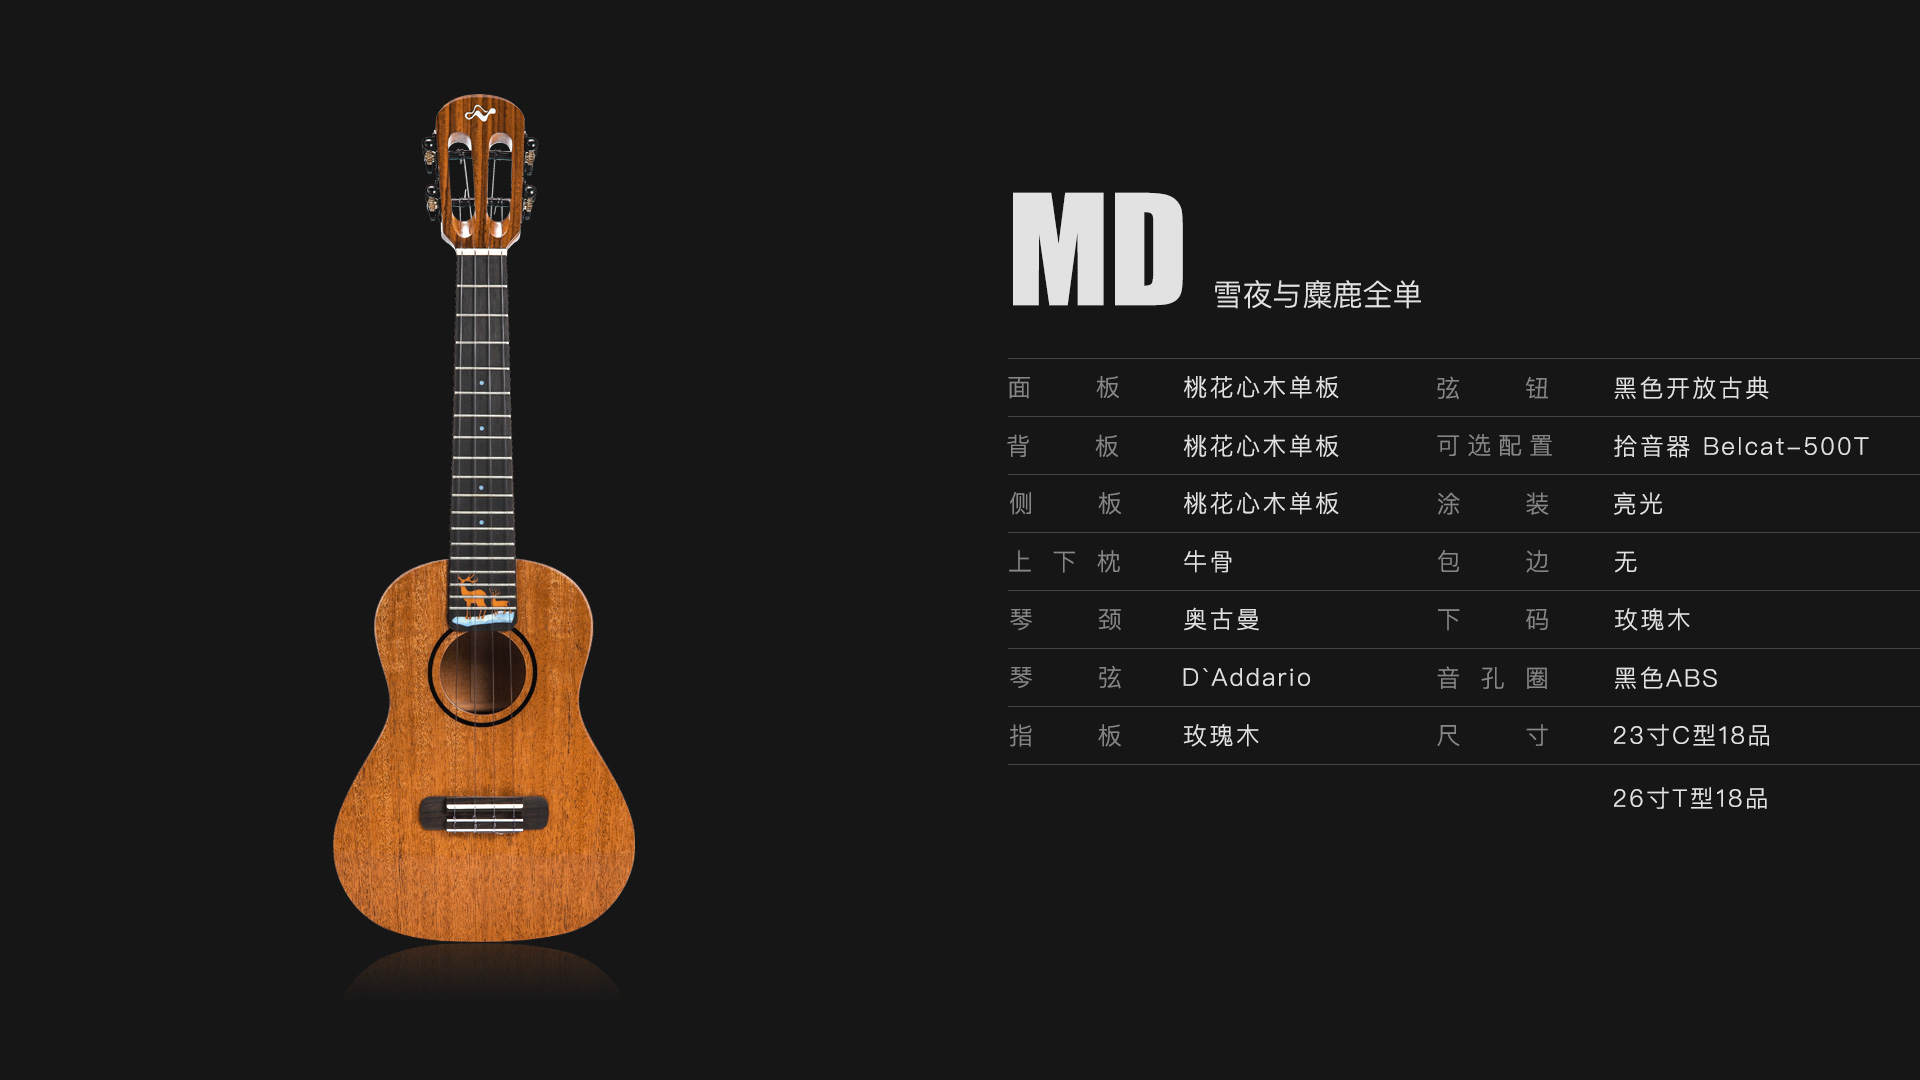 MD 雪夜与麋鹿全单
面板 桃花心木单板 弦钮 黑色开放古典
背板 桃花心木单板 可选配置 拾音器 Belcat-500T
侧板 桃花心木单板 涂装 亮光
上下枕 牛骨 包边 无
琴颈 奥古曼 下码 玫瑰木
琴弦 D`Addario 音孔圈 黑色ABS
指板 玫瑰木 尺寸 23寸C型18品
26寸T型18品